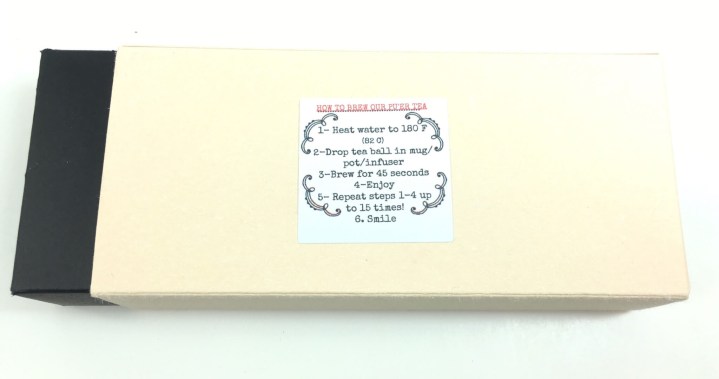 HOW TO BREW OUR PU'ER TEA
1- Heat water to 180 F
(82 C)
2-Drop tea ball in mug/
pot/infuser
3-Brew for 45 seconds
4-Enjoy
5- Repeat steps 1-4 up
to 15 times!
6. Smile